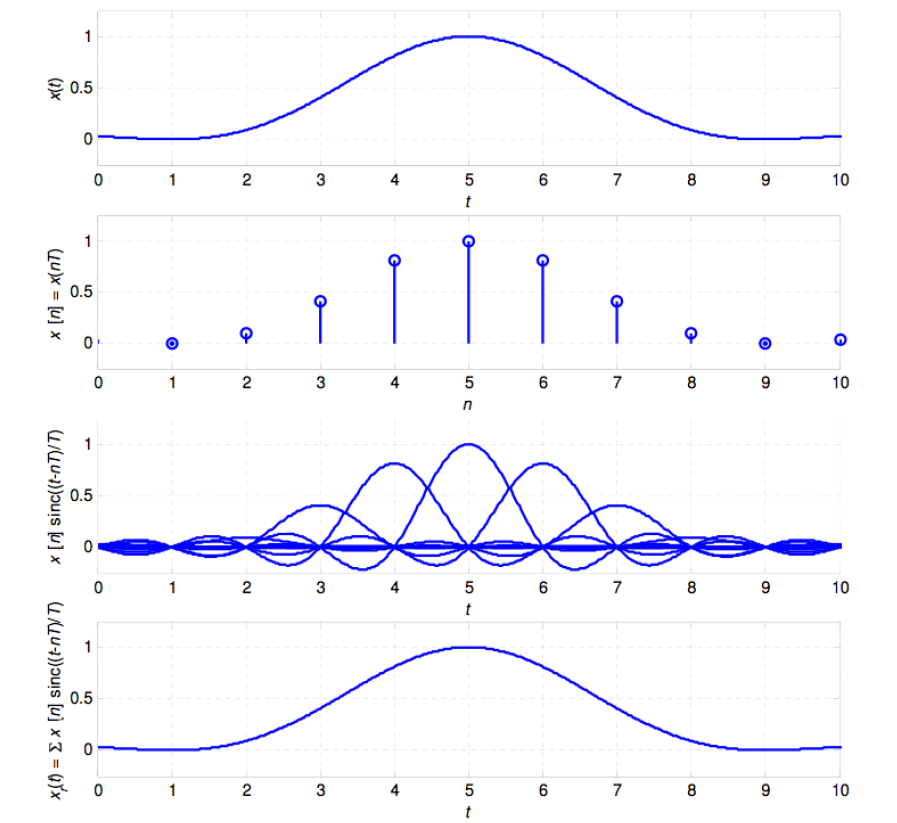 x(t)
1
0.5
0
0 1 2 3 4 5 6 7 8 9 10
t
x [n] = x(nT)
1
0.5
0
0 1 2 3 4 5 6 7 8 9 10
n
x [n] sinc((t-nT)/T)
1
0.5
0
0 1 2 3 4 5 6 7 8 9 10
t
x_r(t) = Σ x [n] sinc((t-nT)/T)
1
0.5
0
0 1 2 3 4 5 6 7 8 9 10
t